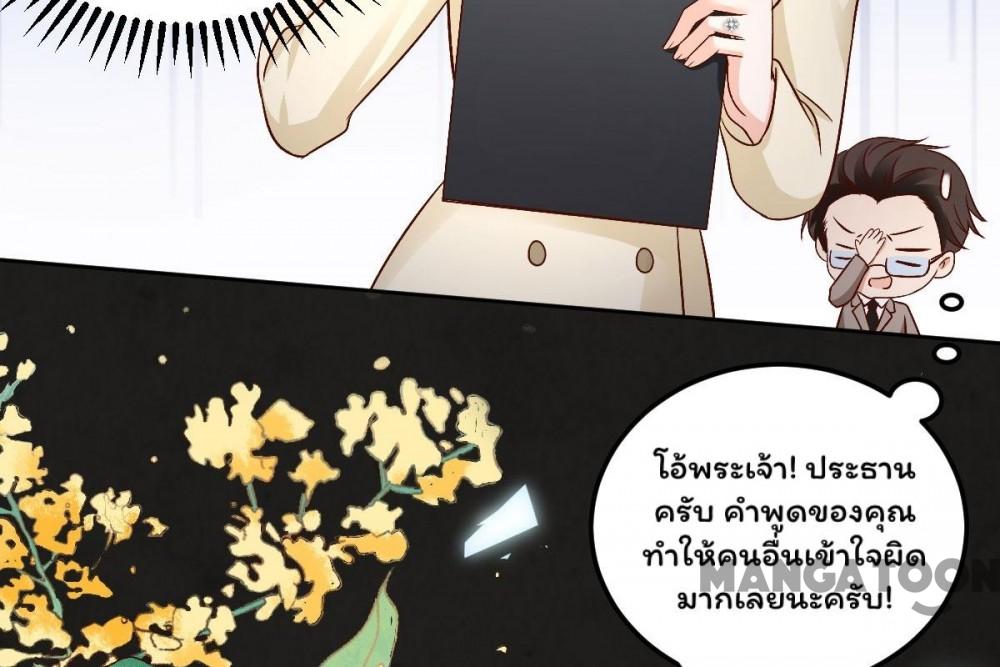 โอ้พระเจ้า! ประธาน
ครับ คำพูดของคุณ
ทำให้คนอื่นเข้าใจผิด
มากเลยนะครับ!
MANGATOON